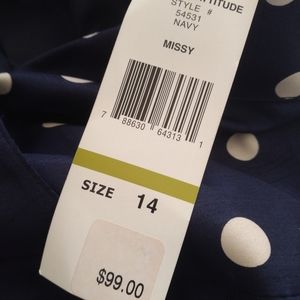 STYLE #
54531
NAVY
MISSY
7 88630 64313 1
SIZE 14
$99.00